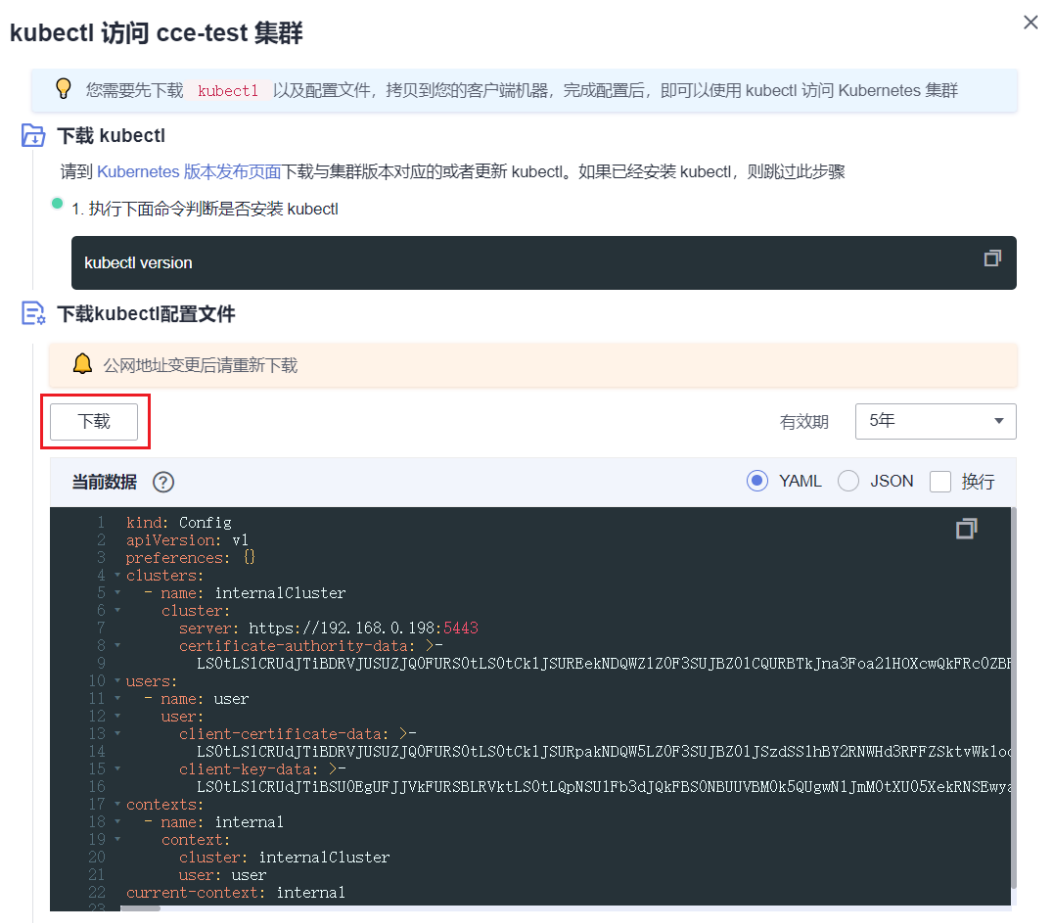 kubectl 访问 cce-test 集群
您需要先下载 kubectl 以及配置文件，拷贝到您的客户端机器，完成配置后，即可以使用 kubectl 访问 Kubernetes 集群
下载 kubectl
请到 Kubernetes 版本发布页面下载与集群版本对应的或者更新 kubectl。如果已经安装 kubectl，则跳过此步骤
1. 执行下面命令判断是否安装 kubectl
kubectl version
下载kubectl配置文件
公网地址变更后请重新下载
下载 有效期 5年
当前数据 ? YAML JSON 换行
1 kind: Config
2 apiVersion: v1
3 preferences: {}
4 clusters:
5 - name: internalCluster
6 cluster:
7 server: https://192.168.0.198:5443
8 certificate-authority-data: >-
9
10 users:
11 - name: user
12 user:
13 client-certificate-data: >-
14
15 client-key-data: >-
16
17 contexts:
18 - name: internal
19 context:
20 cluster: internalCluster
21 user: user
22 current-context: internal
23